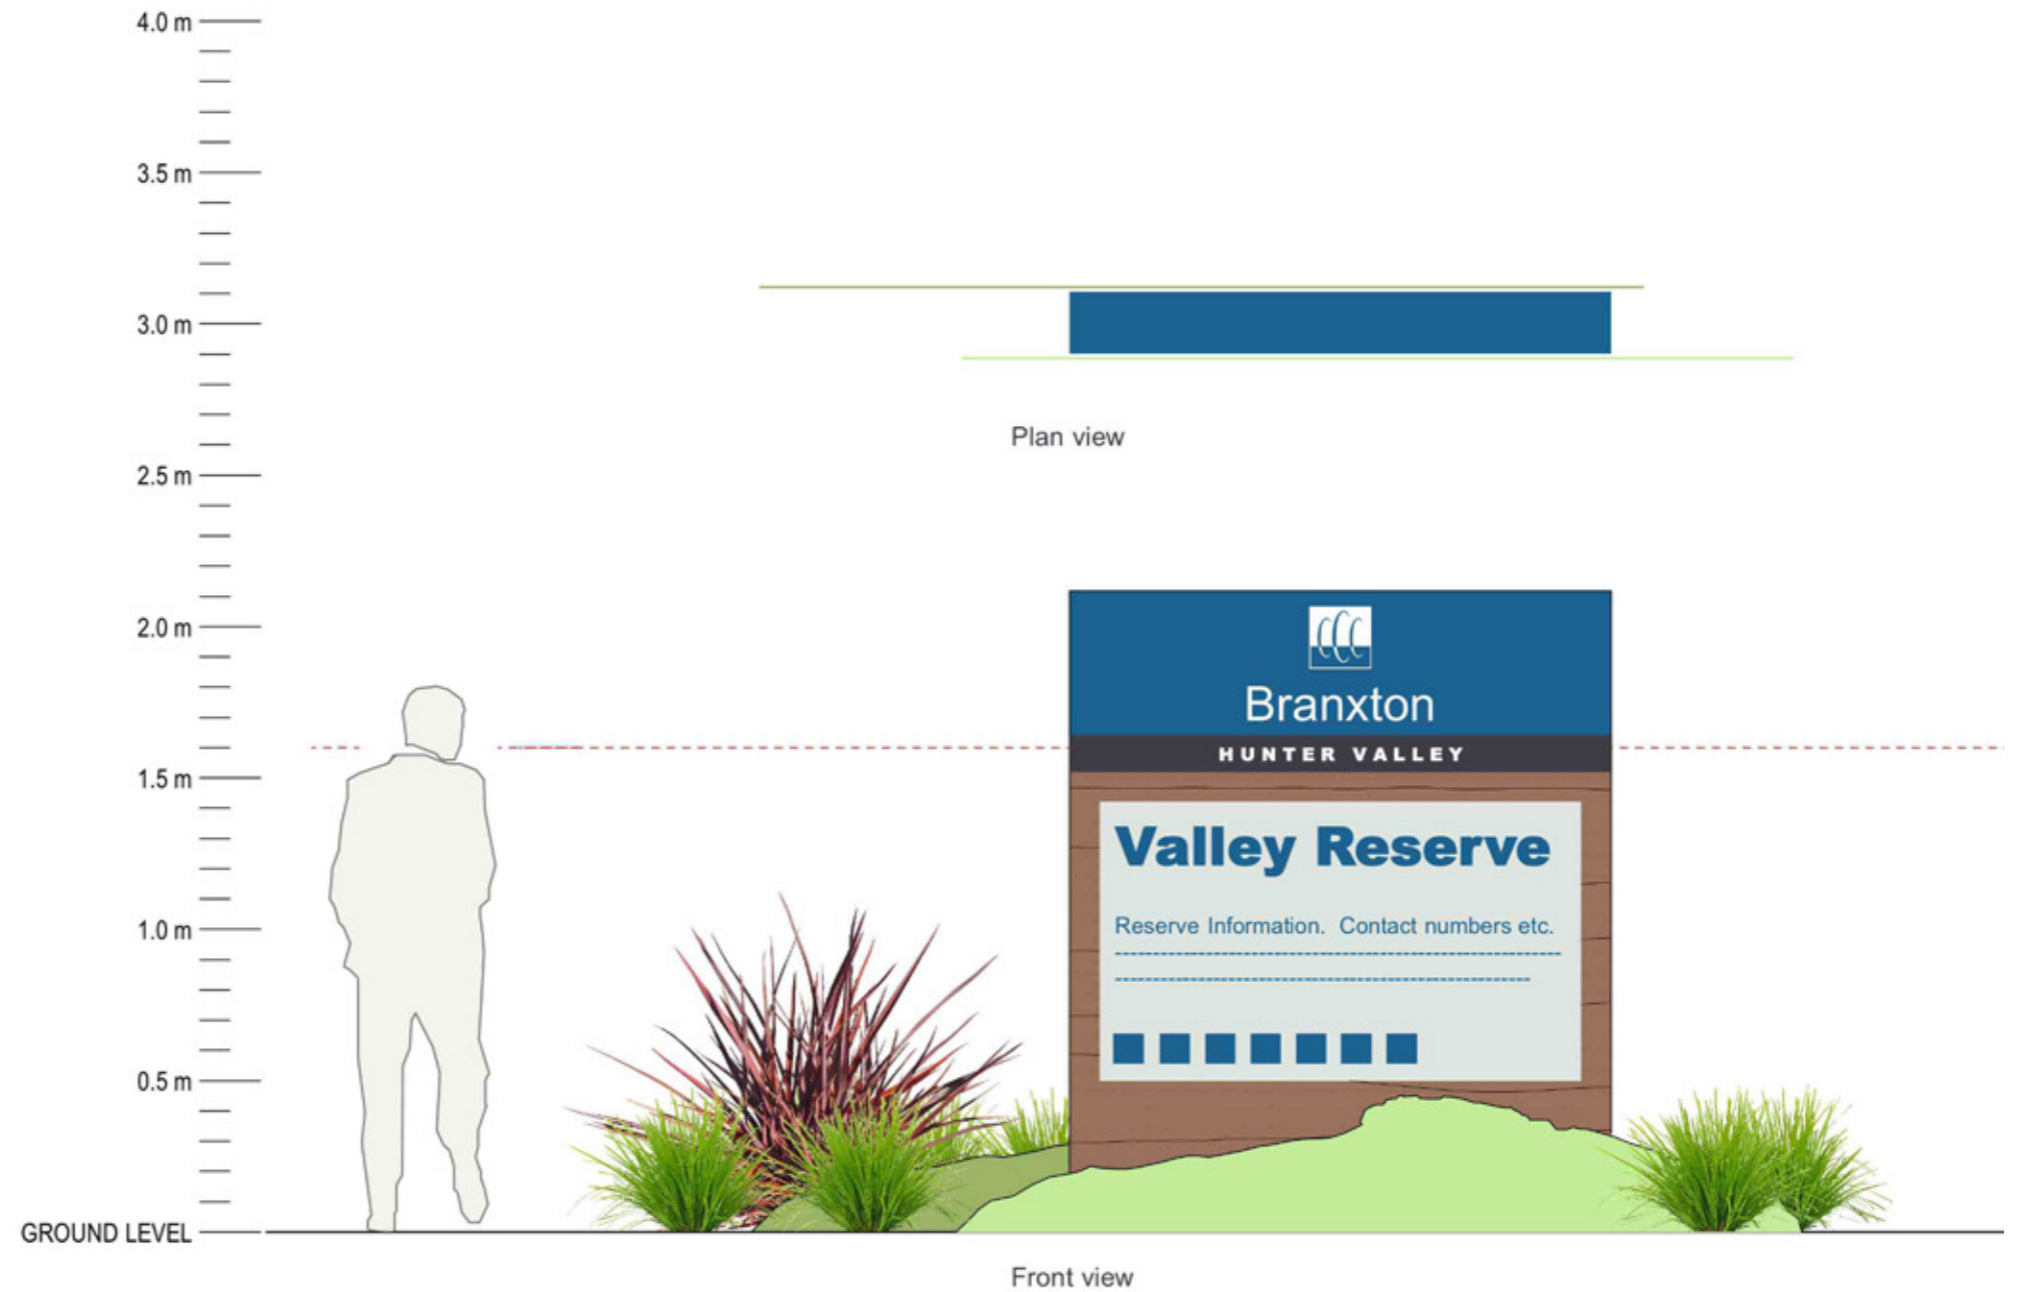 4.0 m
3.5 m
3.0 m
Plan view
2.5 m
2.0 m
CCC
Branxton
HUNTER VALLEY
1.5 m
Valley Reserve
Reserve Information. Contact numbers etc.
1.0 m
0.5 m
GROUND LEVEL
Front view